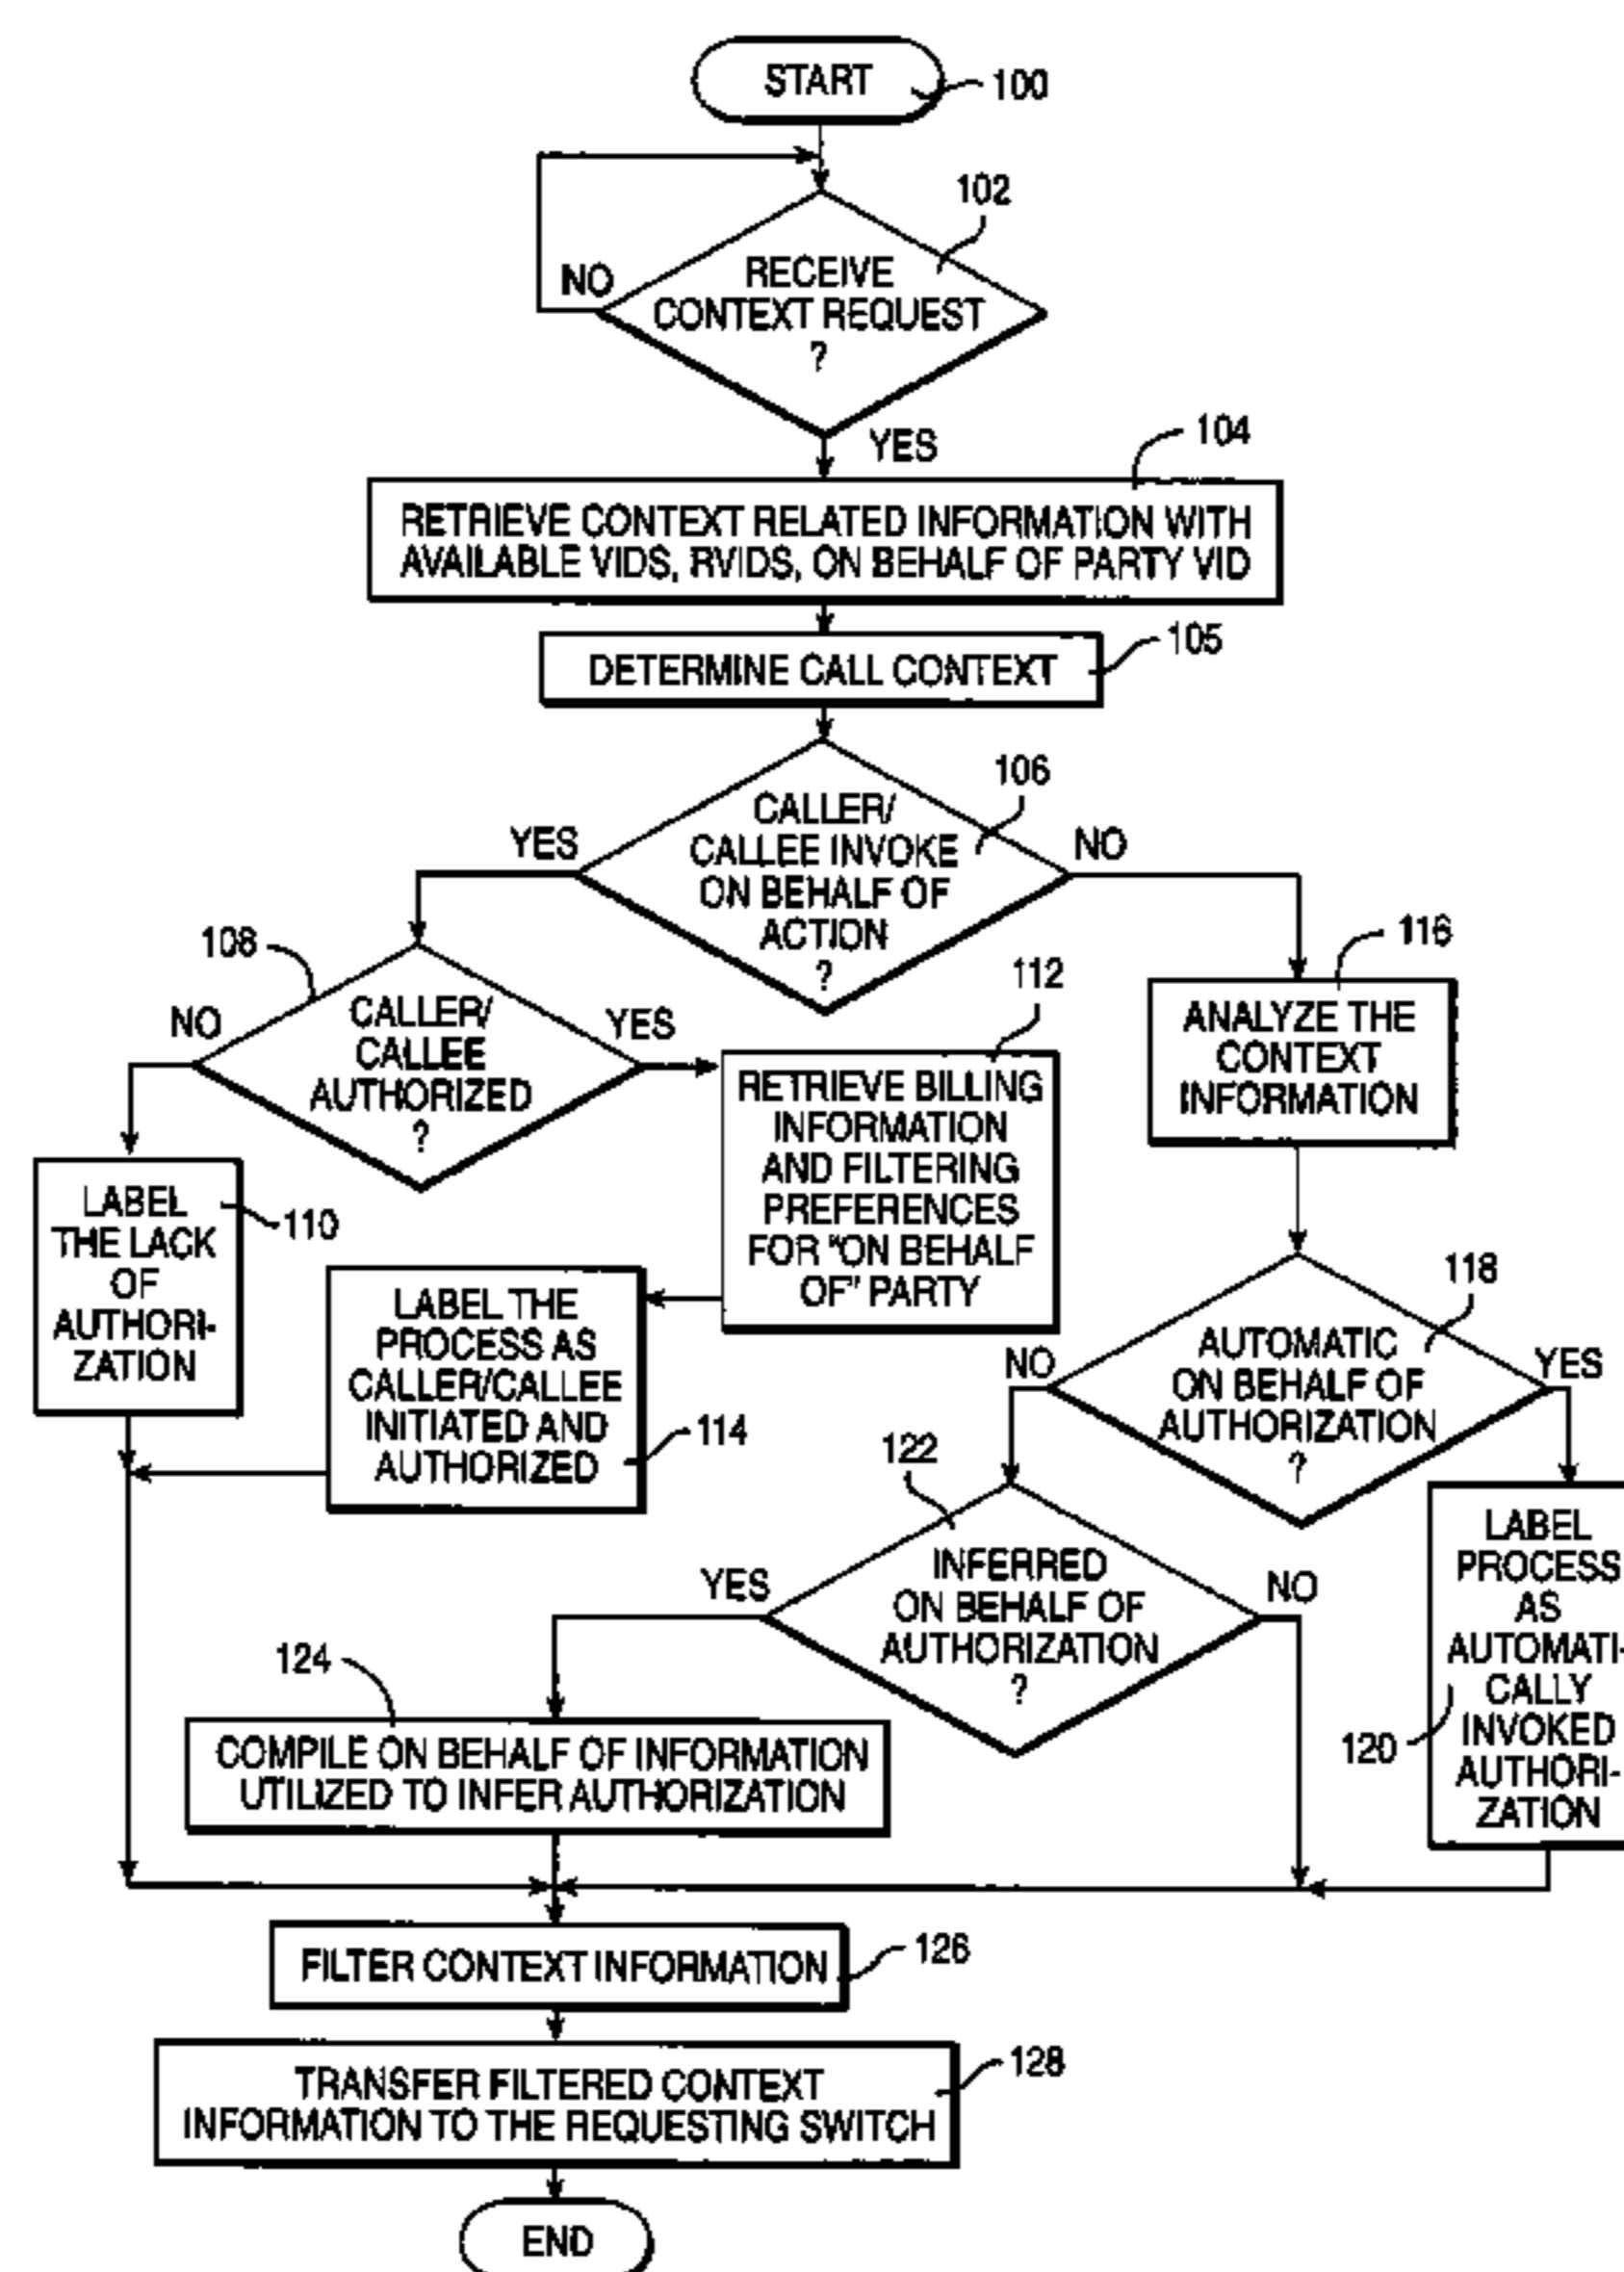 START
100
102
RECEIVE
CONTEXT REQUEST
?
NO
YES
104
RETRIEVE CONTEXT RELATED INFORMATION WITH
AVAILABLE VIDS, RVIDS, ON BEHALF OF PARTY VID
105
DETERMINE CALL CONTEXT
106
CALLER/
CALLEE INVOKE
ON BEHALF OF
ACTION
?
YES
NO
108
CALLER/
CALLEE
AUTHORIZED
?
NO
YES
112
RETRIEVE BILLING
INFORMATION
AND FILTERING
PREFERENCES
FOR "ON BEHALF
OF" PARTY
116
ANALYZE THE
CONTEXT
INFORMATION
LABEL
THE LACK
OF
AUTHORI-
ZATION
110
LABEL THE
PROCESS AS
CALLER/CALLEE
INITIATED AND
AUTHORIZED
114
118
AUTOMATIC
ON BEHALF OF
AUTHORIZATION
?
NO
YES
122
INFERRED
ON BEHALF OF
AUTHORIZATION
?
YES
NO
LABEL
PROCESS
AS
AUTOMATI-
CALLY
INVOKED
AUTHORI-
ZATION
120
124
COMPILE ON BEHALF OF INFORMATION
UTILIZED TO INFER AUTHORIZATION
FILTER CONTEXT INFORMATION
126
TRANSFER FILTERED CONTEXT
INFORMATION TO THE REQUESTING SWITCH
128
END